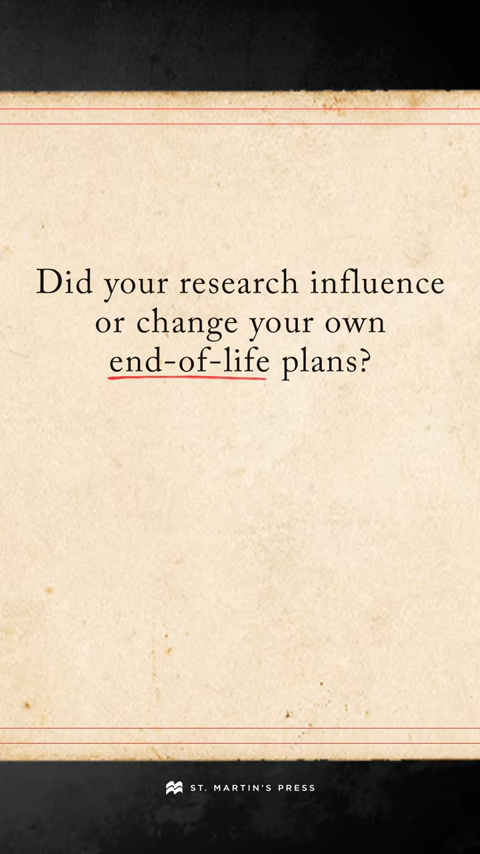 Did your research influence
or change your own
end-of-life plans?
ST. MARTIN'S PRESS